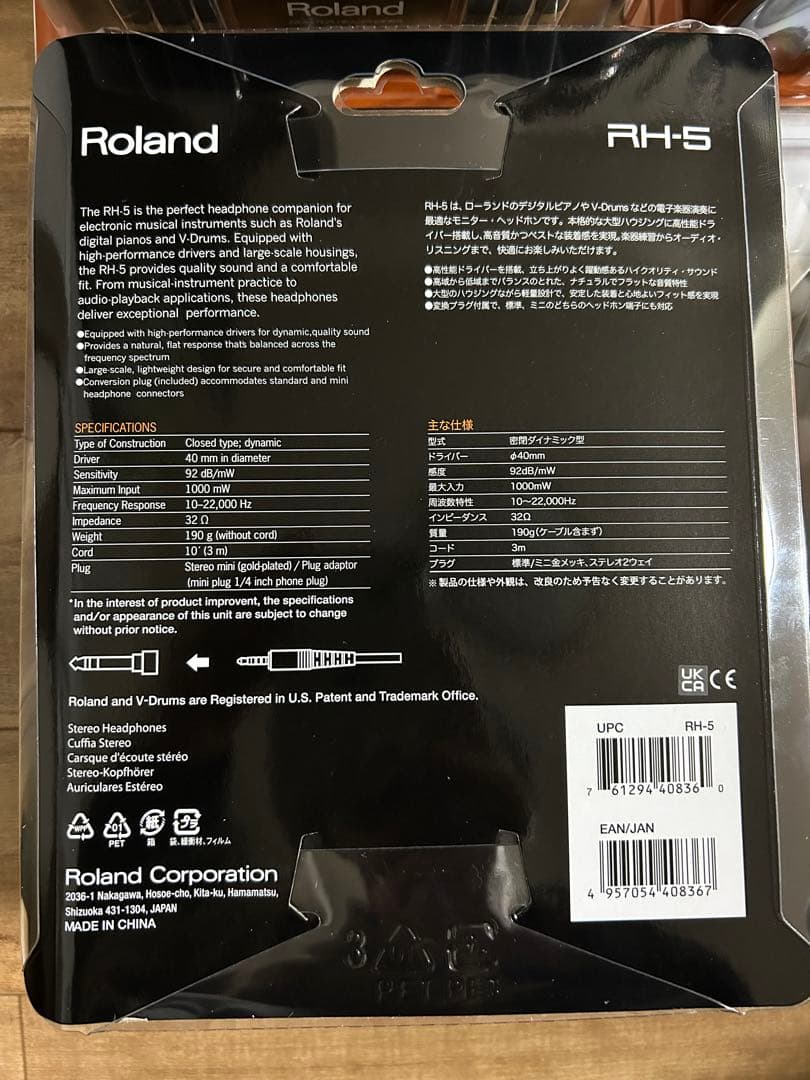 Roland
Roland
RH-5
The RH-5 is the perfect headphone companion for
electronic musical instruments such as Roland's
digital pianos and V-Drums. Equipped with
high-performance drivers and large-scale housings,
the RH-5 provides quality sound and a comfortable
fit. From musical-instrument practice to
audio-playback applications, these headphones
deliver exceptional performance.
●Equipped with high-performance drivers for dynamic,quality sound
●Provides a natural, flat response that's balanced across the
frequency spectrum
●Large-scale, lightweight design for secure and comfortable fit
●Conversion plug (included) accommodates standard and mini
headphone connectors
RH-5 は、ローランドのデジタルピアノや V-Drums などの電子楽器演奏に
最適なモニター・ヘッドホンです。本格的な大型ハウジングに高性能ドラ
イバー搭載し、高音質かつベストな装着感を実現。楽器練習からオーディオ・
リスニングまで、快適にお楽しみいただけます。
●高性能ドライバーを搭載、立ち上がりよく躍動感あるハイクオリティ・サウンド
●高域から低域までバランスのとれた、ナチュラルでフラットな音質特性
●大型のハウジングながら軽量設計で、安定した装着と心地よいフィット感を実現
●変換プラグ付属で、標準、ミニのどちらのヘッドホン端子にも対応
SPECIFICATIONS
Type of Construction Closed type; dynamic
Driver 40 mm in diameter
Sensitivity 92 dB/mW
Maximum Input 1000 mW
Frequency Response 10–22,000 Hz
Impedance 32 Ω
Weight 190 g (without cord)
Cord 10' (3 m)
Plug Stereo mini (gold-plated) / Plug adaptor
(mini plug 1/4 inch phone plug)
*In the interest of product improvent, the specifications
and/or appearance of this unit are subject to change
without prior notice.
主な仕様
型式 密閉ダイナミック型
ドライバー φ40mm
感度 92dB/mW
最大入力 1000mW
周波数特性 10〜22,000Hz
インピーダンス 32Ω
質量 190g(ケーブル含まず)
コード 3m
プラグ 標準/ミニ金メッキ、ステレオ2ウェイ
※製品の仕様や外観は、改良のため予告なく変更することがあります。
Roland and V-Drums are Registered in U.S. Patent and Trademark Office.
Stereo Headphones
Cuffia Stereo
Carsque d'écoute stéréo
Stereo-Kopfhörer
Auriculares Estéreo
UK
CA CE
UPC RH-5
7 61294 40836 0
EAN/JAN
4 957054 408367
01
PET
紙
箱
プラ
袋、緩衝材、フィルム
Roland Corporation
2036-1 Nakagawa, Hosoe-cho, Kita-ku, Hamamatsu,
Shizuoka 431-1304, JAPAN
MADE IN CHINA